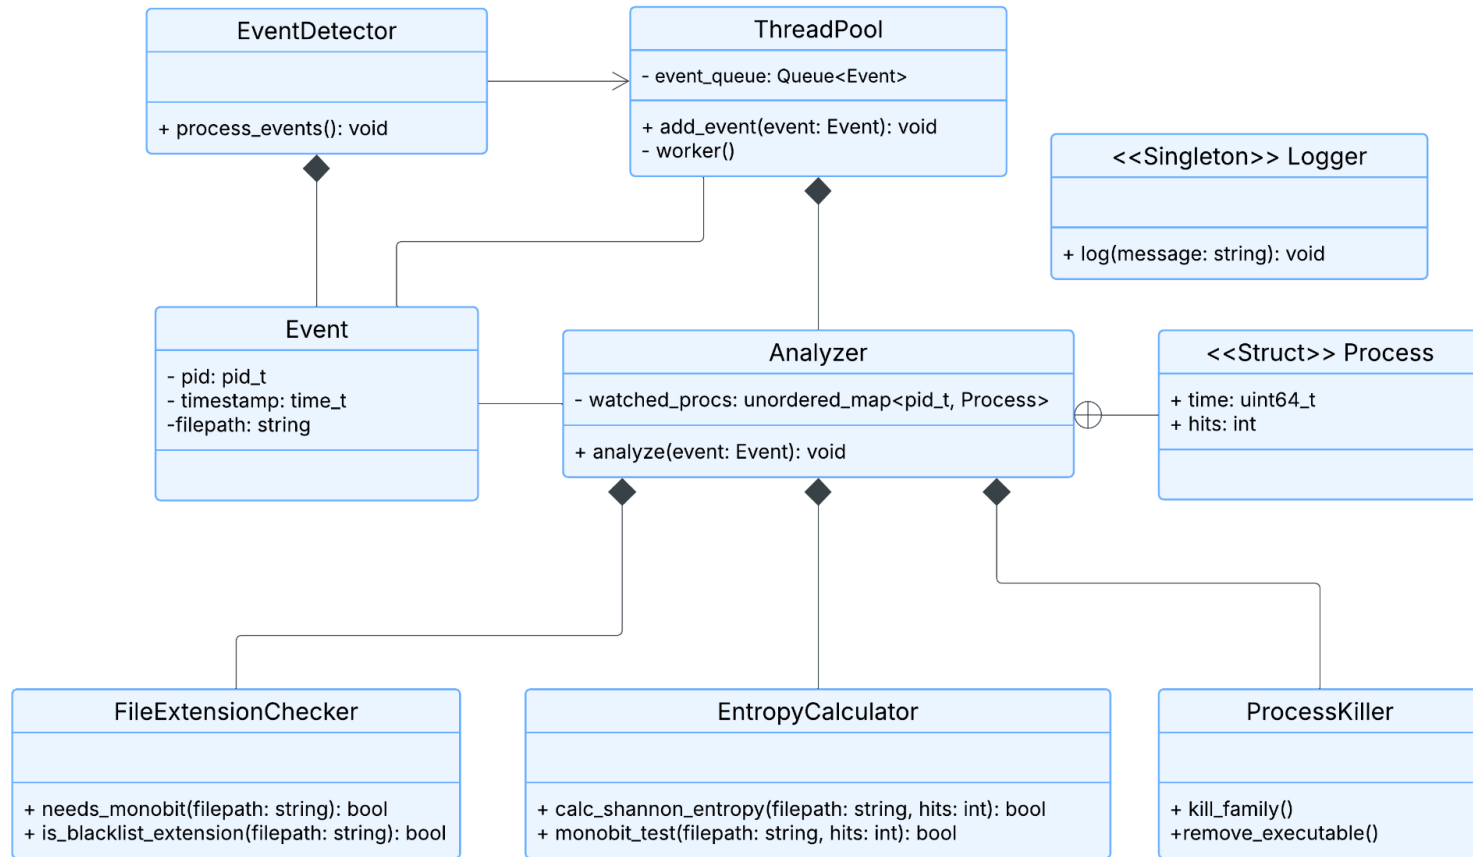 EventDetector
+ process_events(): void
ThreadPool
- event_queue: Queue<Event>
+ add_event(event: Event): void
- worker()
<<Singleton>> Logger
+ log(message: string): void
Event
- pid: pid_t
- timestamp: time_t
-filepath: string
Analyzer
- watched_procs: unordered_map<pid_t, Process>
+ analyze(event: Event): void
<<Struct>> Process
+ time: uint64_t
+ hits: int
FileExtensionChecker
+ needs_monobit(filepath: string): bool
+ is_blacklist_extension(filepath: string): bool
EntropyCalculator
+ calc_shannon_entropy(filepath: string, hits: int): bool
+ monobit_test(filepath: string, hits: int): bool
ProcessKiller
+ kill_family()
+remove_executable()